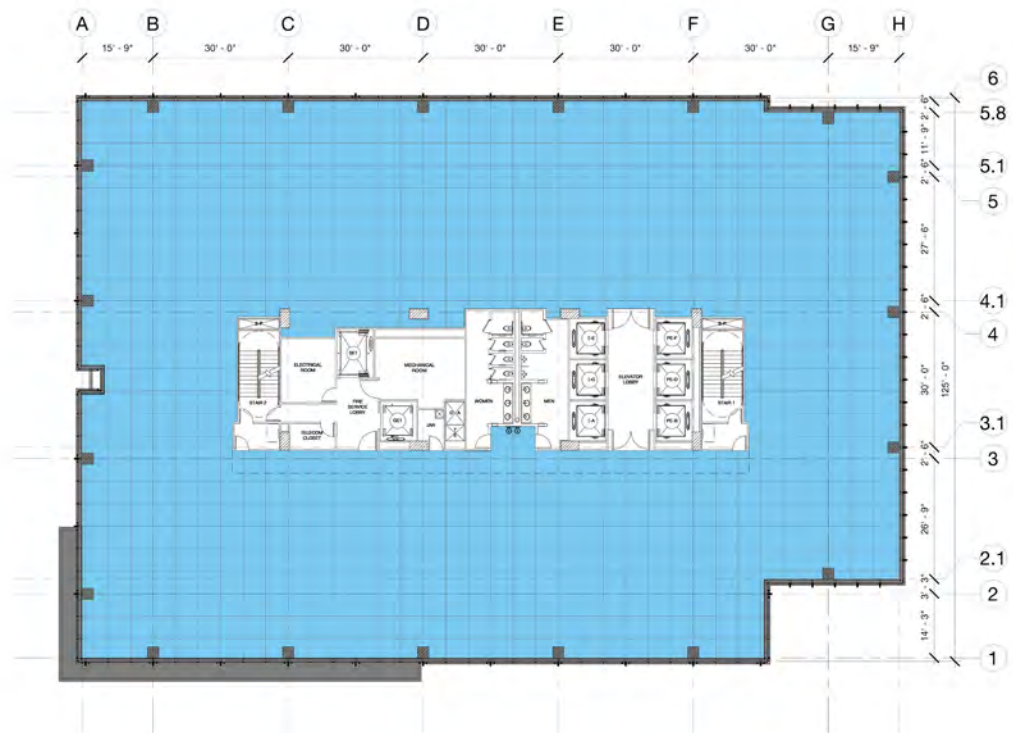 A B C D E F G H
15' - 9" 30' - 0" 30' - 0" 30' - 0" 30' - 0" 30' - 0" 15' - 9"
6
2' - 6"
5.8
11' - 9"
5.1
2' - 6"
5
27' - 6"
4.1
2' - 6"
4
30' - 0"
125' - 0"
3.1
2' - 6"
3
26' - 9"
2.1
3' - 3"
2
14' - 3"
1
ELECTRICAL
ROOM
MECHANICAL
ROOM
ELEVATOR
LOBBY
STAIR 2
FIRE
SERVICE
LOBBY
WOMEN
MEN
STAIR 1
TELECOM
CLOSET
JAN